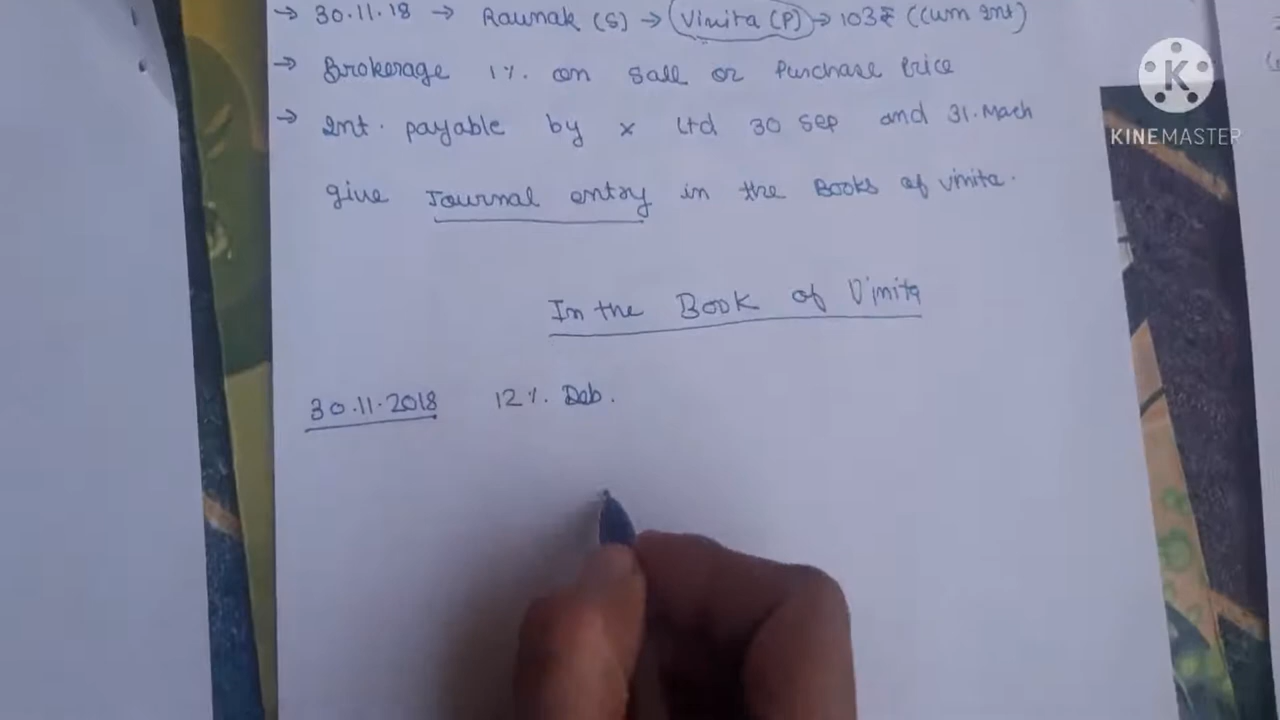 → 30.11.18 → Raunak (S) → Vinita (P) → 103₹ (Cum Int)
→ Brokerage 1%. on Sall or Purchase Price
→ Int. payable by x Ltd 30 Sep and 31. Mach
give Journal entry in the Books of vinita.
In the Book of Vinita
30.11.2018 12%. Deb.
K
KINEMASTER